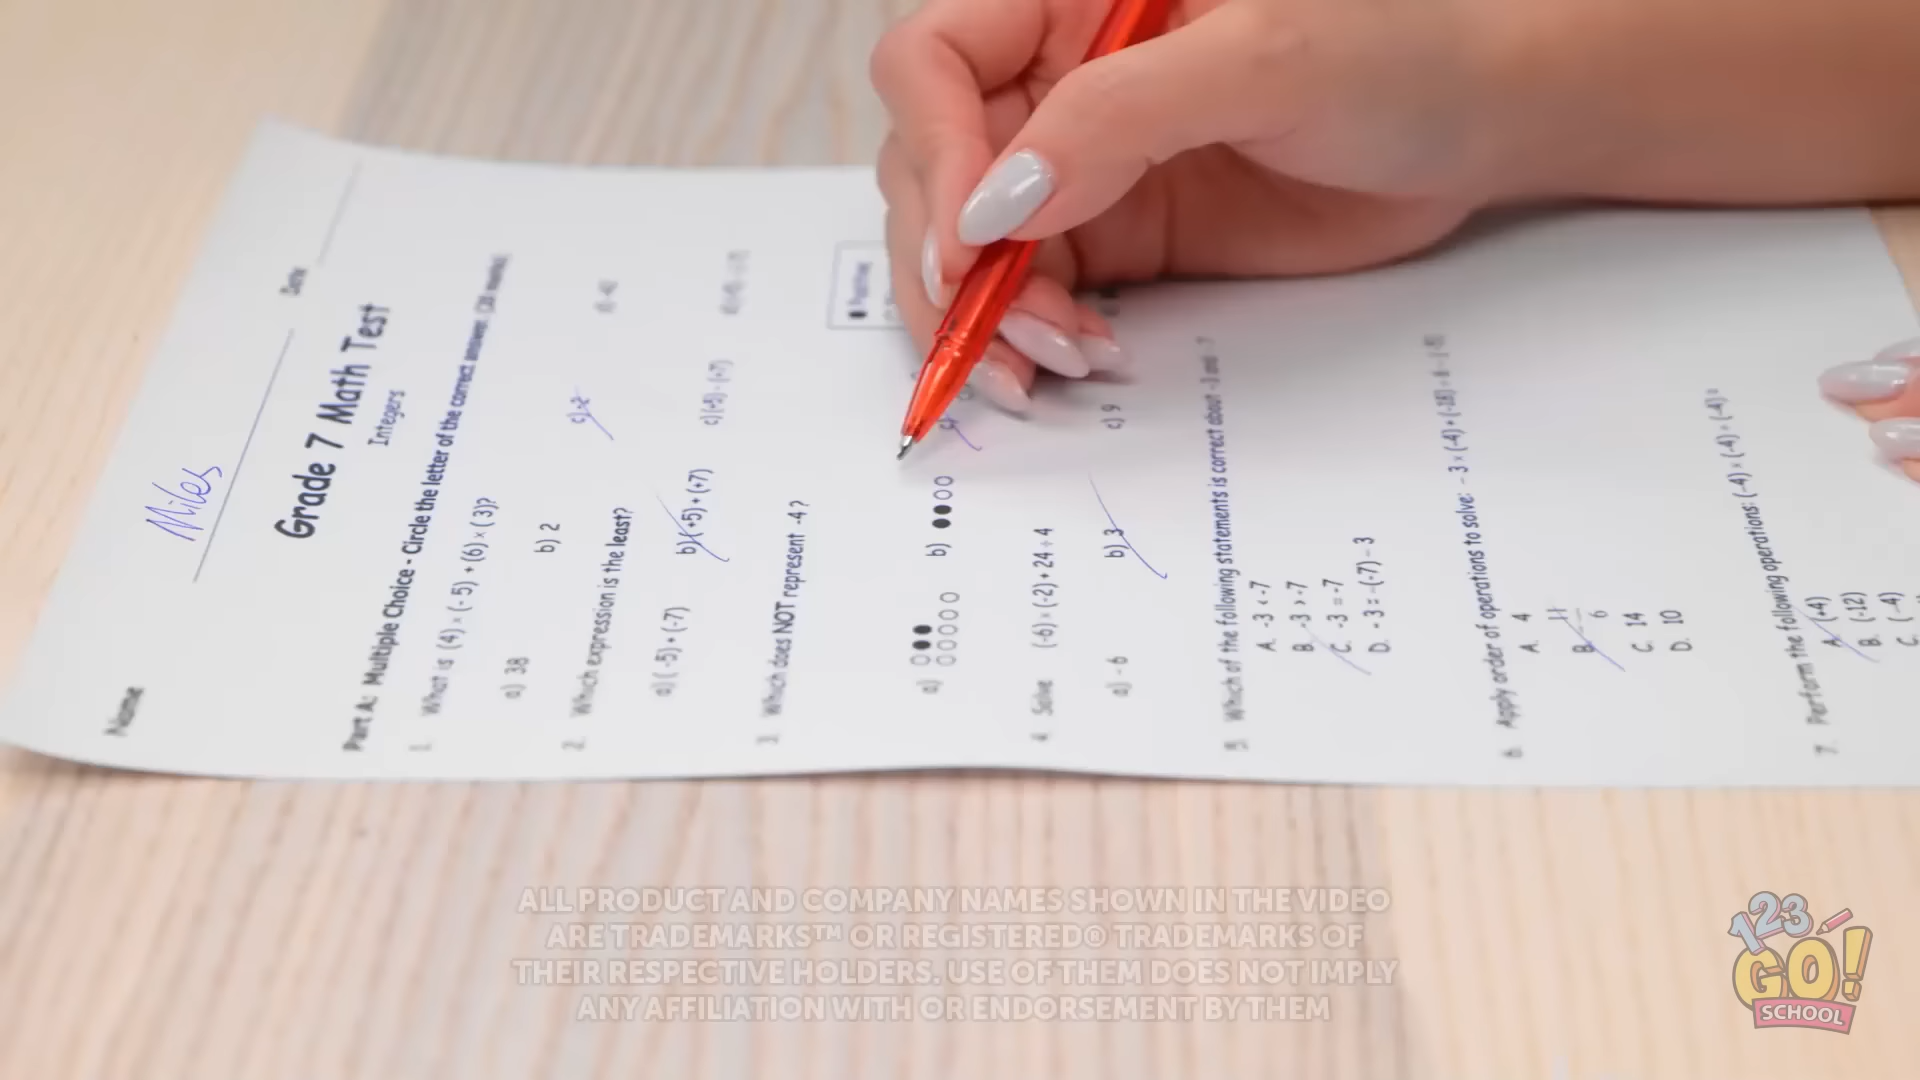 Name Miles Date
Grade 7 Math Test
Integers
Part A: Multiple Choice - Circle the letter of the correct answer.
1. What is (4) × (- 5) + (6) × ( 3)?
a) 38 b) 2 c) -2
2. Which expression is the least?
a) ( -5) + (-7) b) ( +5) + (+7) c) (-5) - (+7)
3. Which does NOT represent -4 ?
a) b) c)
4. Solve (-6) × (-2) + 24 ÷ 4
a) - 6 b) 3 c) 9
5. Which of the following statements is correct about -3 and -7
A. -3 < -7
B. -3 > -7
C. -3 = -7
D. -3 = (-7) - 3
6. Apply order of operations to solve:
A. 4
B. 11
6
C. 14
D. 10
7. Perform the following operations:
A. (+4)
B. (-12)
C. (-4)
ALL PRODUCT AND COMPANY NAMES SHOWN IN THE VIDEO
ARE TRADEMARKS™ OR REGISTERED® TRADEMARKS OF
THEIR RESPECTIVE HOLDERS. USE OF THEM DOES NOT IMPLY
ANY AFFILIATION WITH OR ENDORSEMENT BY THEM
123
GO!
SCHOOL